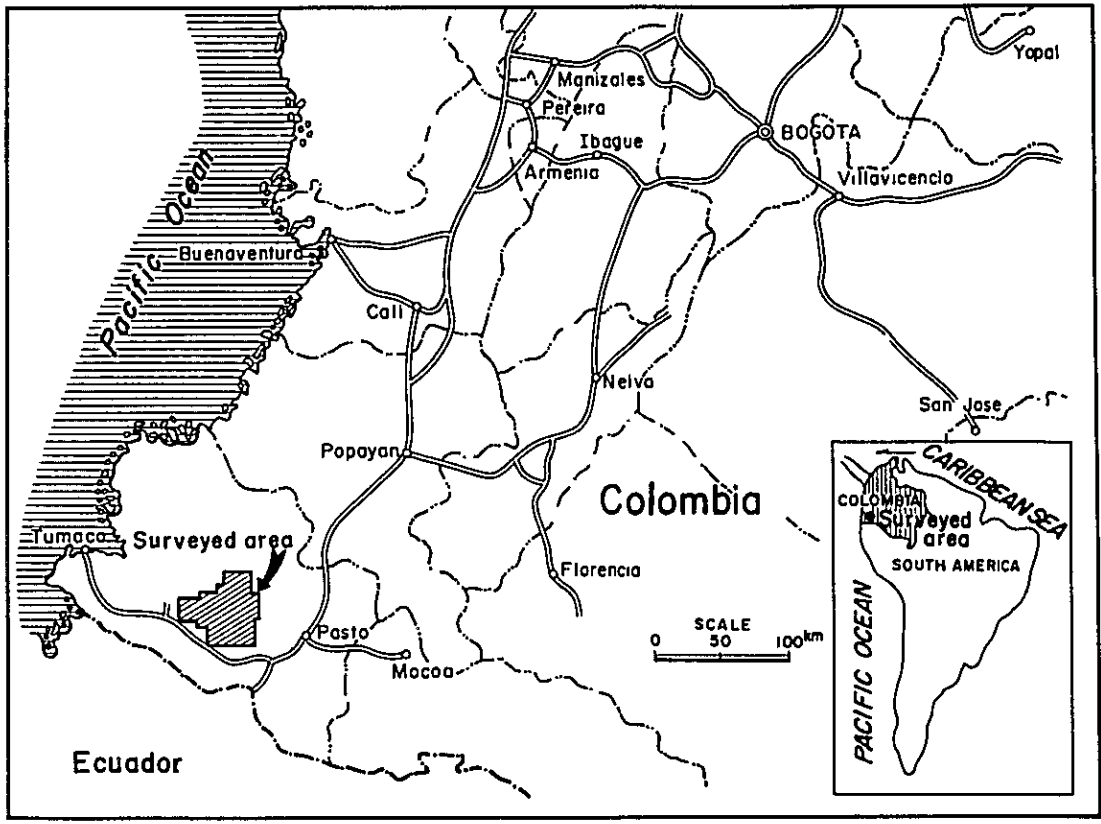 Yopal
Manizales
Pereira
BOGOTA
Ibague
Armenia
Villavicencio
Pacific Ocean
Buenaventura
Cali
Neiva
San Jose
Popayan
Colombia
CARIBBEAN SEA
COLOMBIA
Surveyed
area
SOUTH AMERICA
PACIFIC OCEAN
Tumaco
Surveyed area
Florencia
SCALE
0 50 100km
Pasto
Mocoa
Ecuador